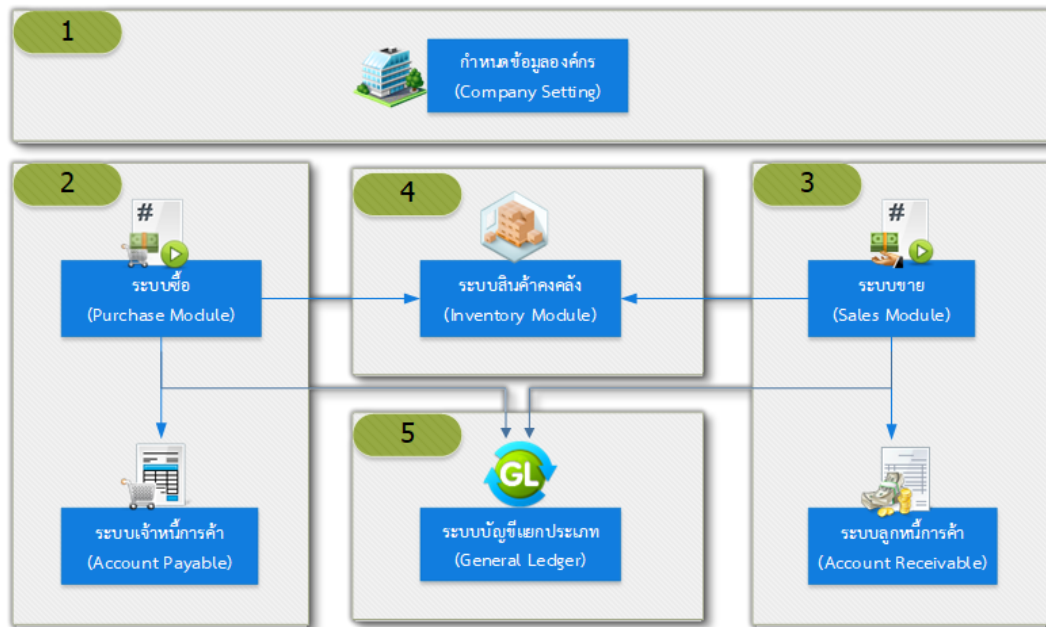 1
กำหนดข้อมูลองค์กร
(Company Setting)
2
#
ระบบซื้อ
(Purchase Module)
4
ระบบสินค้าคงคลัง
(Inventory Module)
3
#
ระบบขาย
(Sales Module)
ระบบเจ้าหนี้การค้า
(Account Payable)
5
GL
ระบบบัญชีแยกประเภท
(General Ledger)
ระบบลูกหนี้การค้า
(Account Receivable)